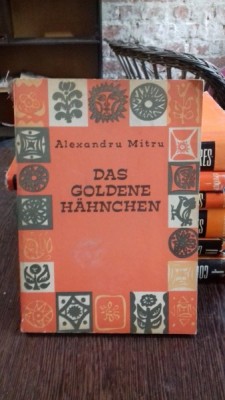 Alexandru Mitru
DAS
GOLDENE
HÄHNCHEN